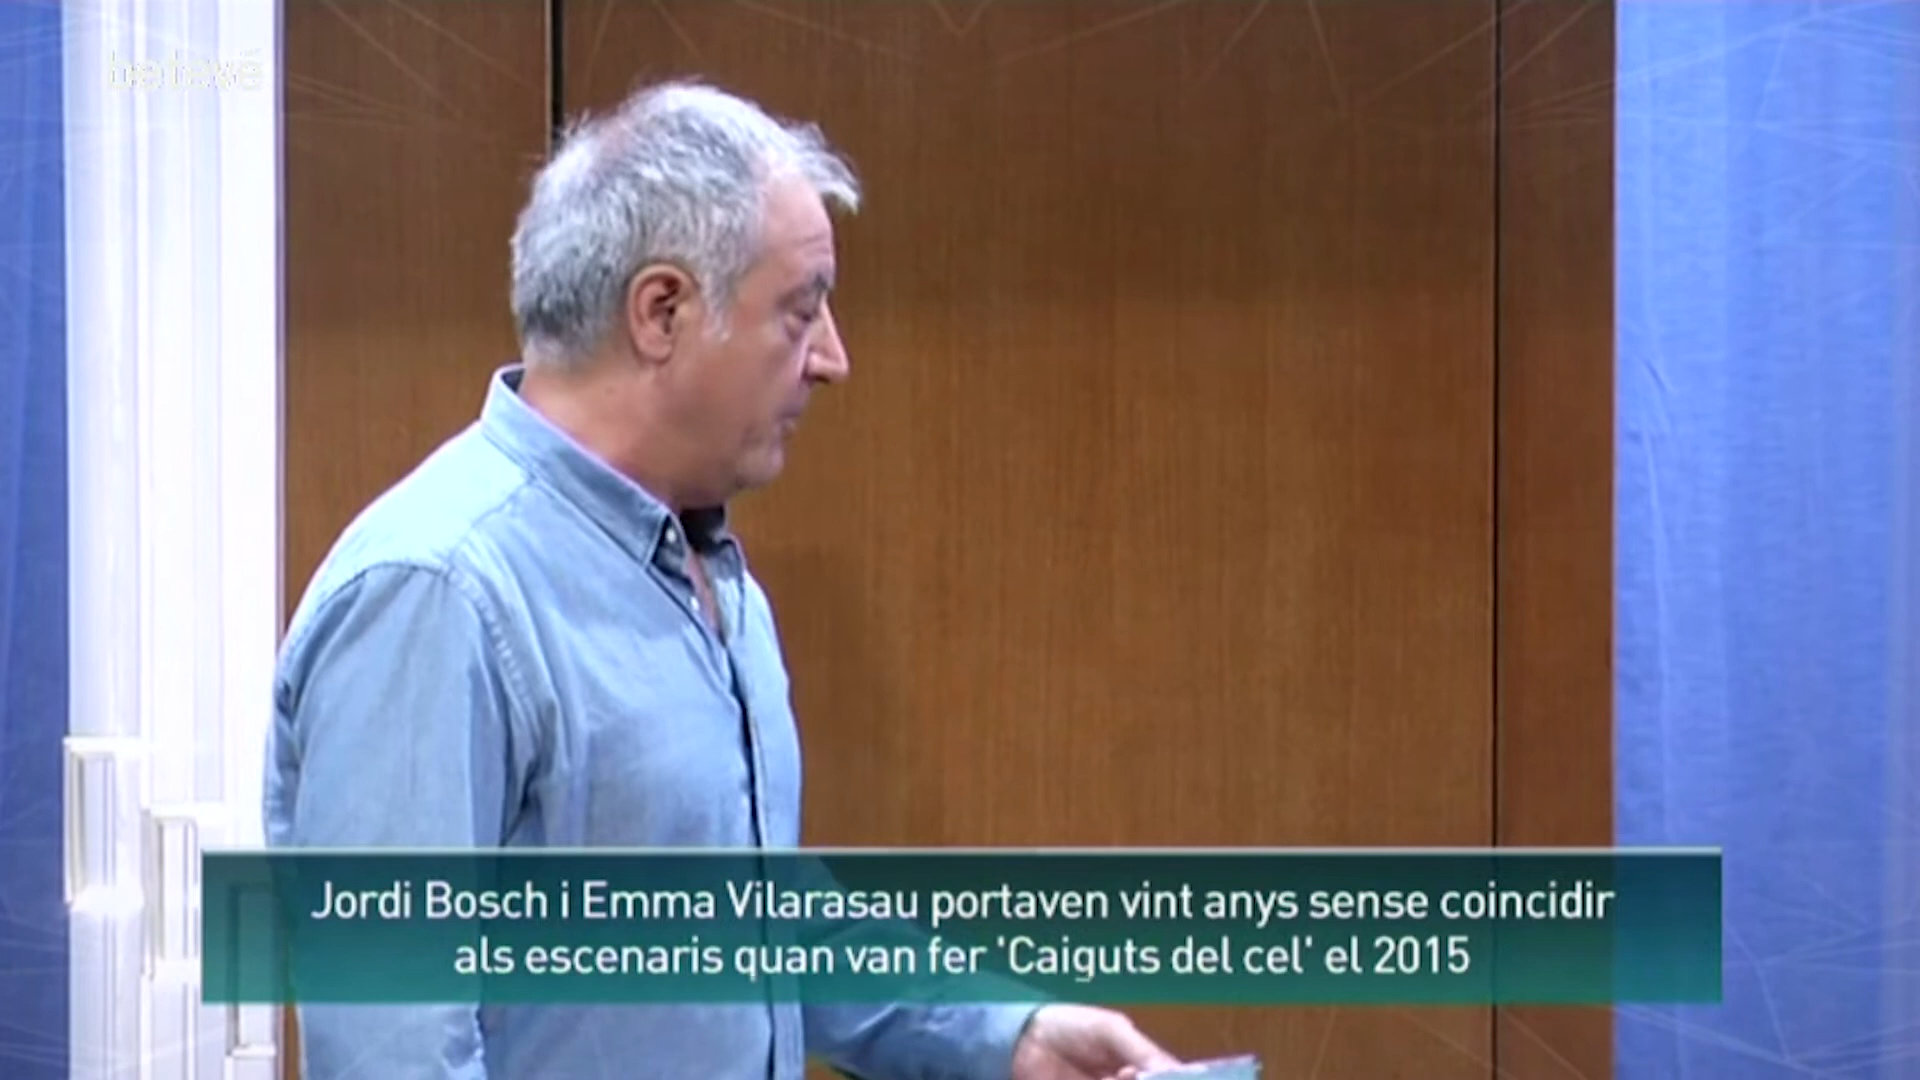 betevé
Jordi Bosch i Emma Vilarasau portaven vint anys sense coincidir
als escenaris quan van fer 'Caiguts del cel' el 2015